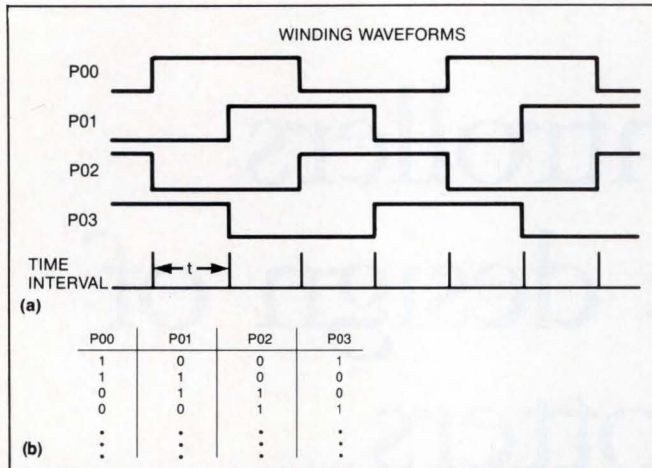 WINDING WAVEFORMS
P00
P01
P02
P03
t
TIME
INTERVAL
(a)
P00 P01 P02 P03
1 0 0 1
1 1 0 0
0 1 1 0
0 0 1 1
(b)